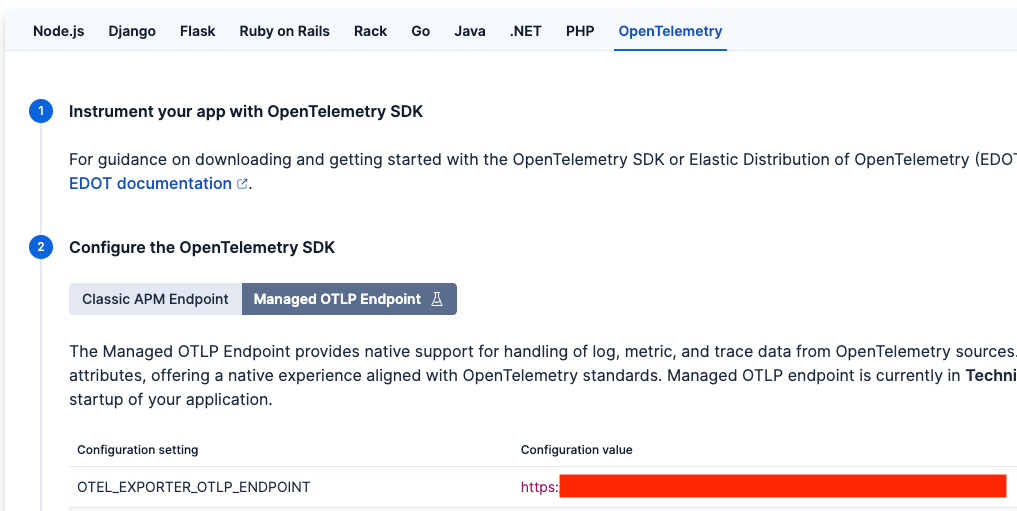 Node.js Django Flask Ruby on Rails Rack Go Java .NET PHP OpenTelemetry
1 Instrument your app with OpenTelemetry SDK
For guidance on downloading and getting started with the OpenTelemetry SDK or Elastic Distribution of OpenTelemetry (EDOT
EDOT documentation.
2 Configure the OpenTelemetry SDK
Classic APM Endpoint Managed OTLP Endpoint
The Managed OTLP Endpoint provides native support for handling of log, metric, and trace data from OpenTelemetry sources.
attributes, offering a native experience aligned with OpenTelemetry standards. Managed OTLP endpoint is currently in Techni
startup of your application.
Configuration setting Configuration value
OTEL_EXPORTER_OTLP_ENDPOINT https: